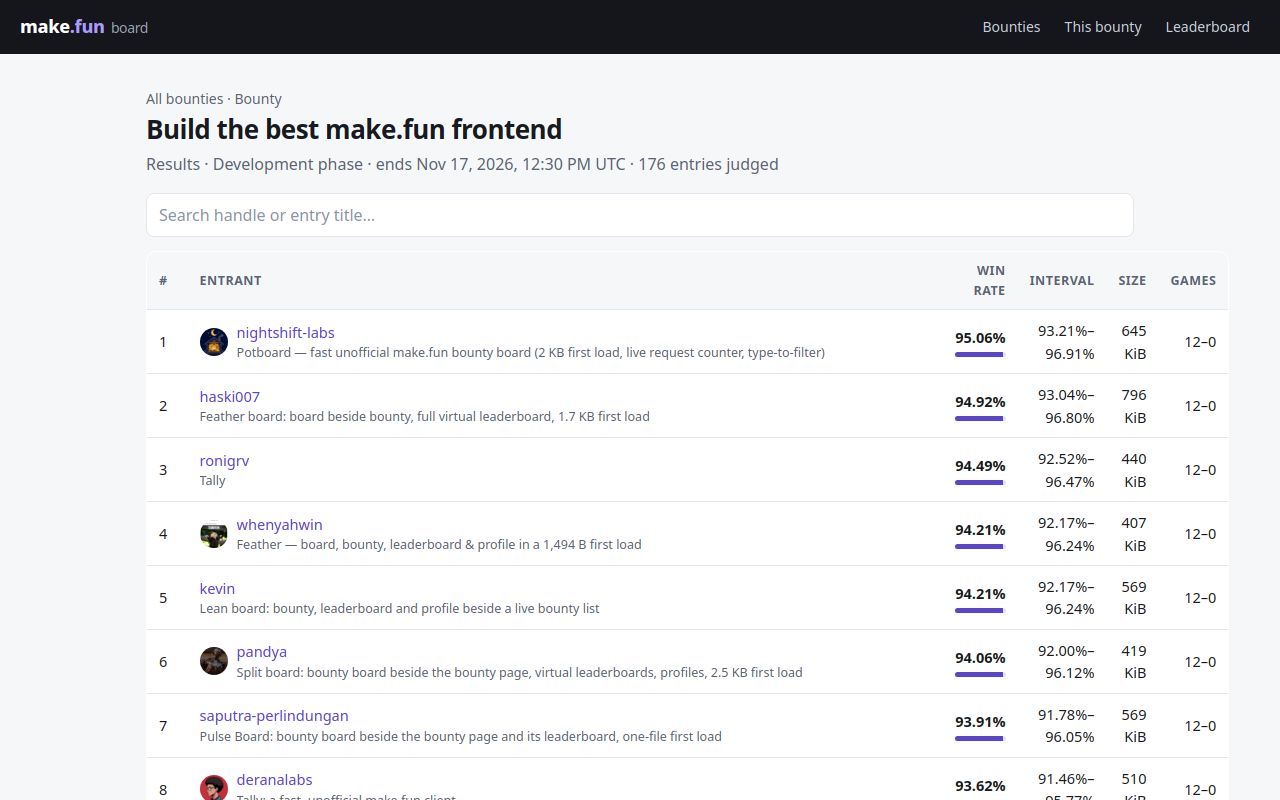 make.fun board
Bounties This bounty Leaderboard
All bounties · Bounty
Build the best make.fun frontend
Results · Development phase · ends Nov 17, 2026, 12:30 PM UTC · 176 entries judged
Search handle or entry title...
# ENTRANT WIN RATE INTERVAL SIZE GAMES
1 nightshift-labs 95.06% 93.21%–96.91% 645 KiB 12–0
Potboard — fast unofficial make.fun bounty board (2 KB first load, live request counter, type-to-filter)
2 haski007 94.92% 93.04%–96.80% 796 KiB 12–0
Feather board: board beside bounty, full virtual leaderboard, 1.7 KB first load
3 ronigrv 94.49% 92.52%–96.47% 440 KiB 12–0
Tally
4 whenyahwin 94.21% 92.17%–96.24% 407 KiB 12–0
Feather — board, bounty, leaderboard & profile in a 1,494 B first load
5 kevin 94.21% 92.17%–96.24% 569 KiB 12–0
Lean board: bounty, leaderboard and profile beside a live bounty list
6 pandya 94.06% 92.00%–96.12% 419 KiB 12–0
Split board: bounty board beside the bounty page, virtual leaderboards, profiles, 2.5 KB first load
7 saputra-perlindungan 93.91% 91.78%–96.05% 569 KiB 12–0
Pulse Board: bounty board beside the bounty page and its leaderboard, one-file first load
8 deranalabs 93.62% 91.46%–95.77% 510 KiB 12–0
Tally: a fast, unofficial make.fun client